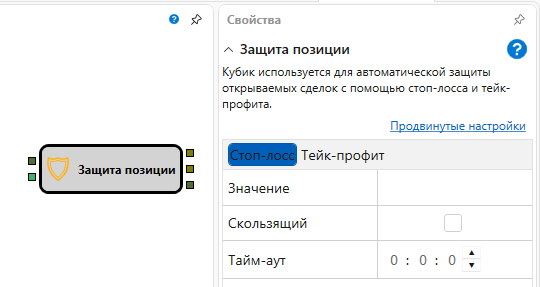 Свойства
Защита позиции
Кубик используется для автоматической защиты
открываемых сделок с помощью стоп-лосса и тейк-
профита.
Продвинутые настройки
Стоп-лосс Тейк-профит
Значение
Скользящий
Тайм-аут 0 : 0 : 0
Защита позиции